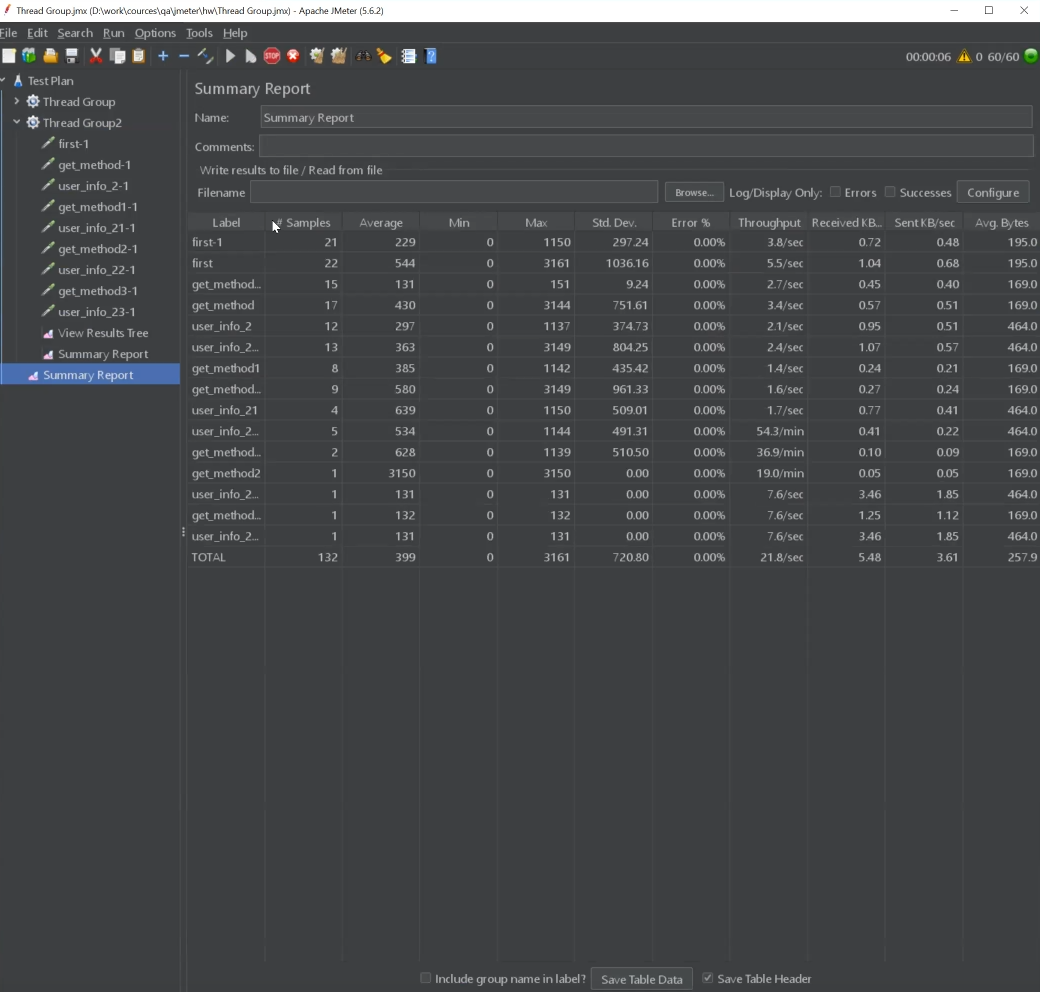 Thread Group.jmx (D:\work\cources\qa\jmeter\hw\Thread Group.jmx) - Apache JMeter (5.6.2)
File Edit Search Run Options Tools Help
STOP 00:00:06 0 60/60
Test Plan
Thread Group
Thread Group2
first-1
get_method-1
user_info_2-1
get_method1-1
user_info_21-1
get_method2-1
user_info_22-1
get_method3-1
user_info_23-1
View Results Tree
Summary Report
Summary Report
Summary Report
Name: Summary Report
Comments:
Write results to file / Read from file
Filename Browse... Log/Display Only: Errors Successes Configure
Label # Samples Average Min Max Std. Dev. Error % Throughput Received KB... Sent KB/sec Avg. Bytes
first-1 21 229 0 1150 297.24 0.00% 3.8/sec 0.72 0.48 195.0
first 22 544 0 3161 1036.16 0.00% 5.5/sec 1.04 0.68 195.0
get_method... 15 131 0 151 9.24 0.00% 2.7/sec 0.45 0.40 169.0
get_method 17 430 0 3144 751.61 0.00% 3.4/sec 0.57 0.51 169.0
user_info_2 12 297 0 1137 374.73 0.00% 2.1/sec 0.95 0.51 464.0
user_info_2... 13 363 0 3149 804.25 0.00% 2.4/sec 1.07 0.57 464.0
get_method1 8 385 0 1142 435.42 0.00% 1.4/sec 0.24 0.21 169.0
get_method... 9 580 0 3149 961.33 0.00% 1.6/sec 0.27 0.24 169.0
user_info_21 4 639 0 1150 509.01 0.00% 1.7/sec 0.77 0.41 464.0
user_info_2... 5 534 0 1144 491.31 0.00% 54.3/min 0.41 0.22 464.0
get_method... 2 628 0 1139 510.50 0.00% 36.9/min 0.10 0.09 169.0
get_method2 1 3150 0 3150 0.00 0.00% 19.0/min 0.05 0.05 169.0
user_info_2... 1 131 0 131 0.00 0.00% 7.6/sec 3.46 1.85 464.0
get_method... 1 132 0 132 0.00 0.00% 7.6/sec 1.25 1.12 169.0
user_info_2... 1 131 0 131 0.00 0.00% 7.6/sec 3.46 1.85 464.0
TOTAL 132 399 0 3161 720.80 0.00% 21.8/sec 5.48 3.61 257.9
Include group name in label? Save Table Data Save Table Header